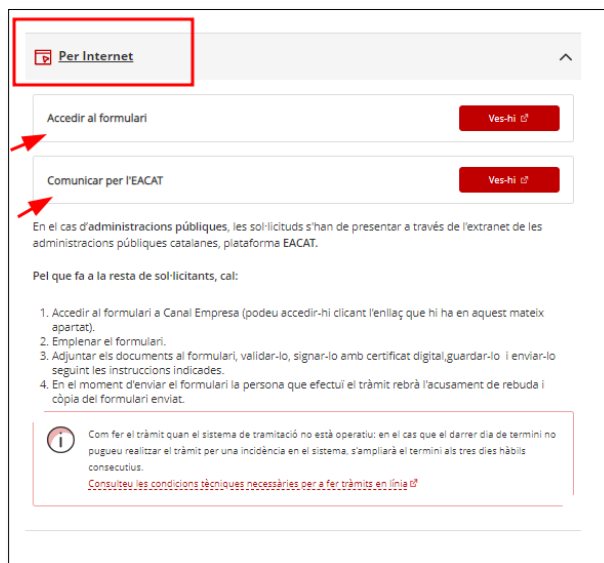 Per Internet
Accedir al formulari
Ves-hi
Comunicar per l'EACAT
Ves-hi
En el cas d'administracions públiques, les sol·licituds s'han de presentar a través de l'extranet de les
administracions públiques catalanes, plataforma EACAT.
Pel que fa a la resta de sol·licitants, cal:
1. Accedir al formulari a Canal Empresa (podeu accedir-hi clicant l'enllaç que hi ha en aquest mateix
apartat).
2. Emplenar el formulari.
3. Adjuntar els documents al formulari, validar-lo, signar-lo amb certificat digital,guardar-lo i enviar-lo
seguint les instruccions indicades.
4. En el moment d'enviar el formulari la persona que efectuï el tràmit rebrà l'acusament de rebuda i
còpia del formulari enviat.
Com fer el tràmit quan el sistema de tramitació no està operatiu: en el cas que el darrer dia de termini no
pugueu realitzar el tràmit per una incidència en el sistema, s'ampliarà el termini als tres dies hàbils
consecutius.
Consulteu les condicions tècniques necessàries per a fer tràmits en línia